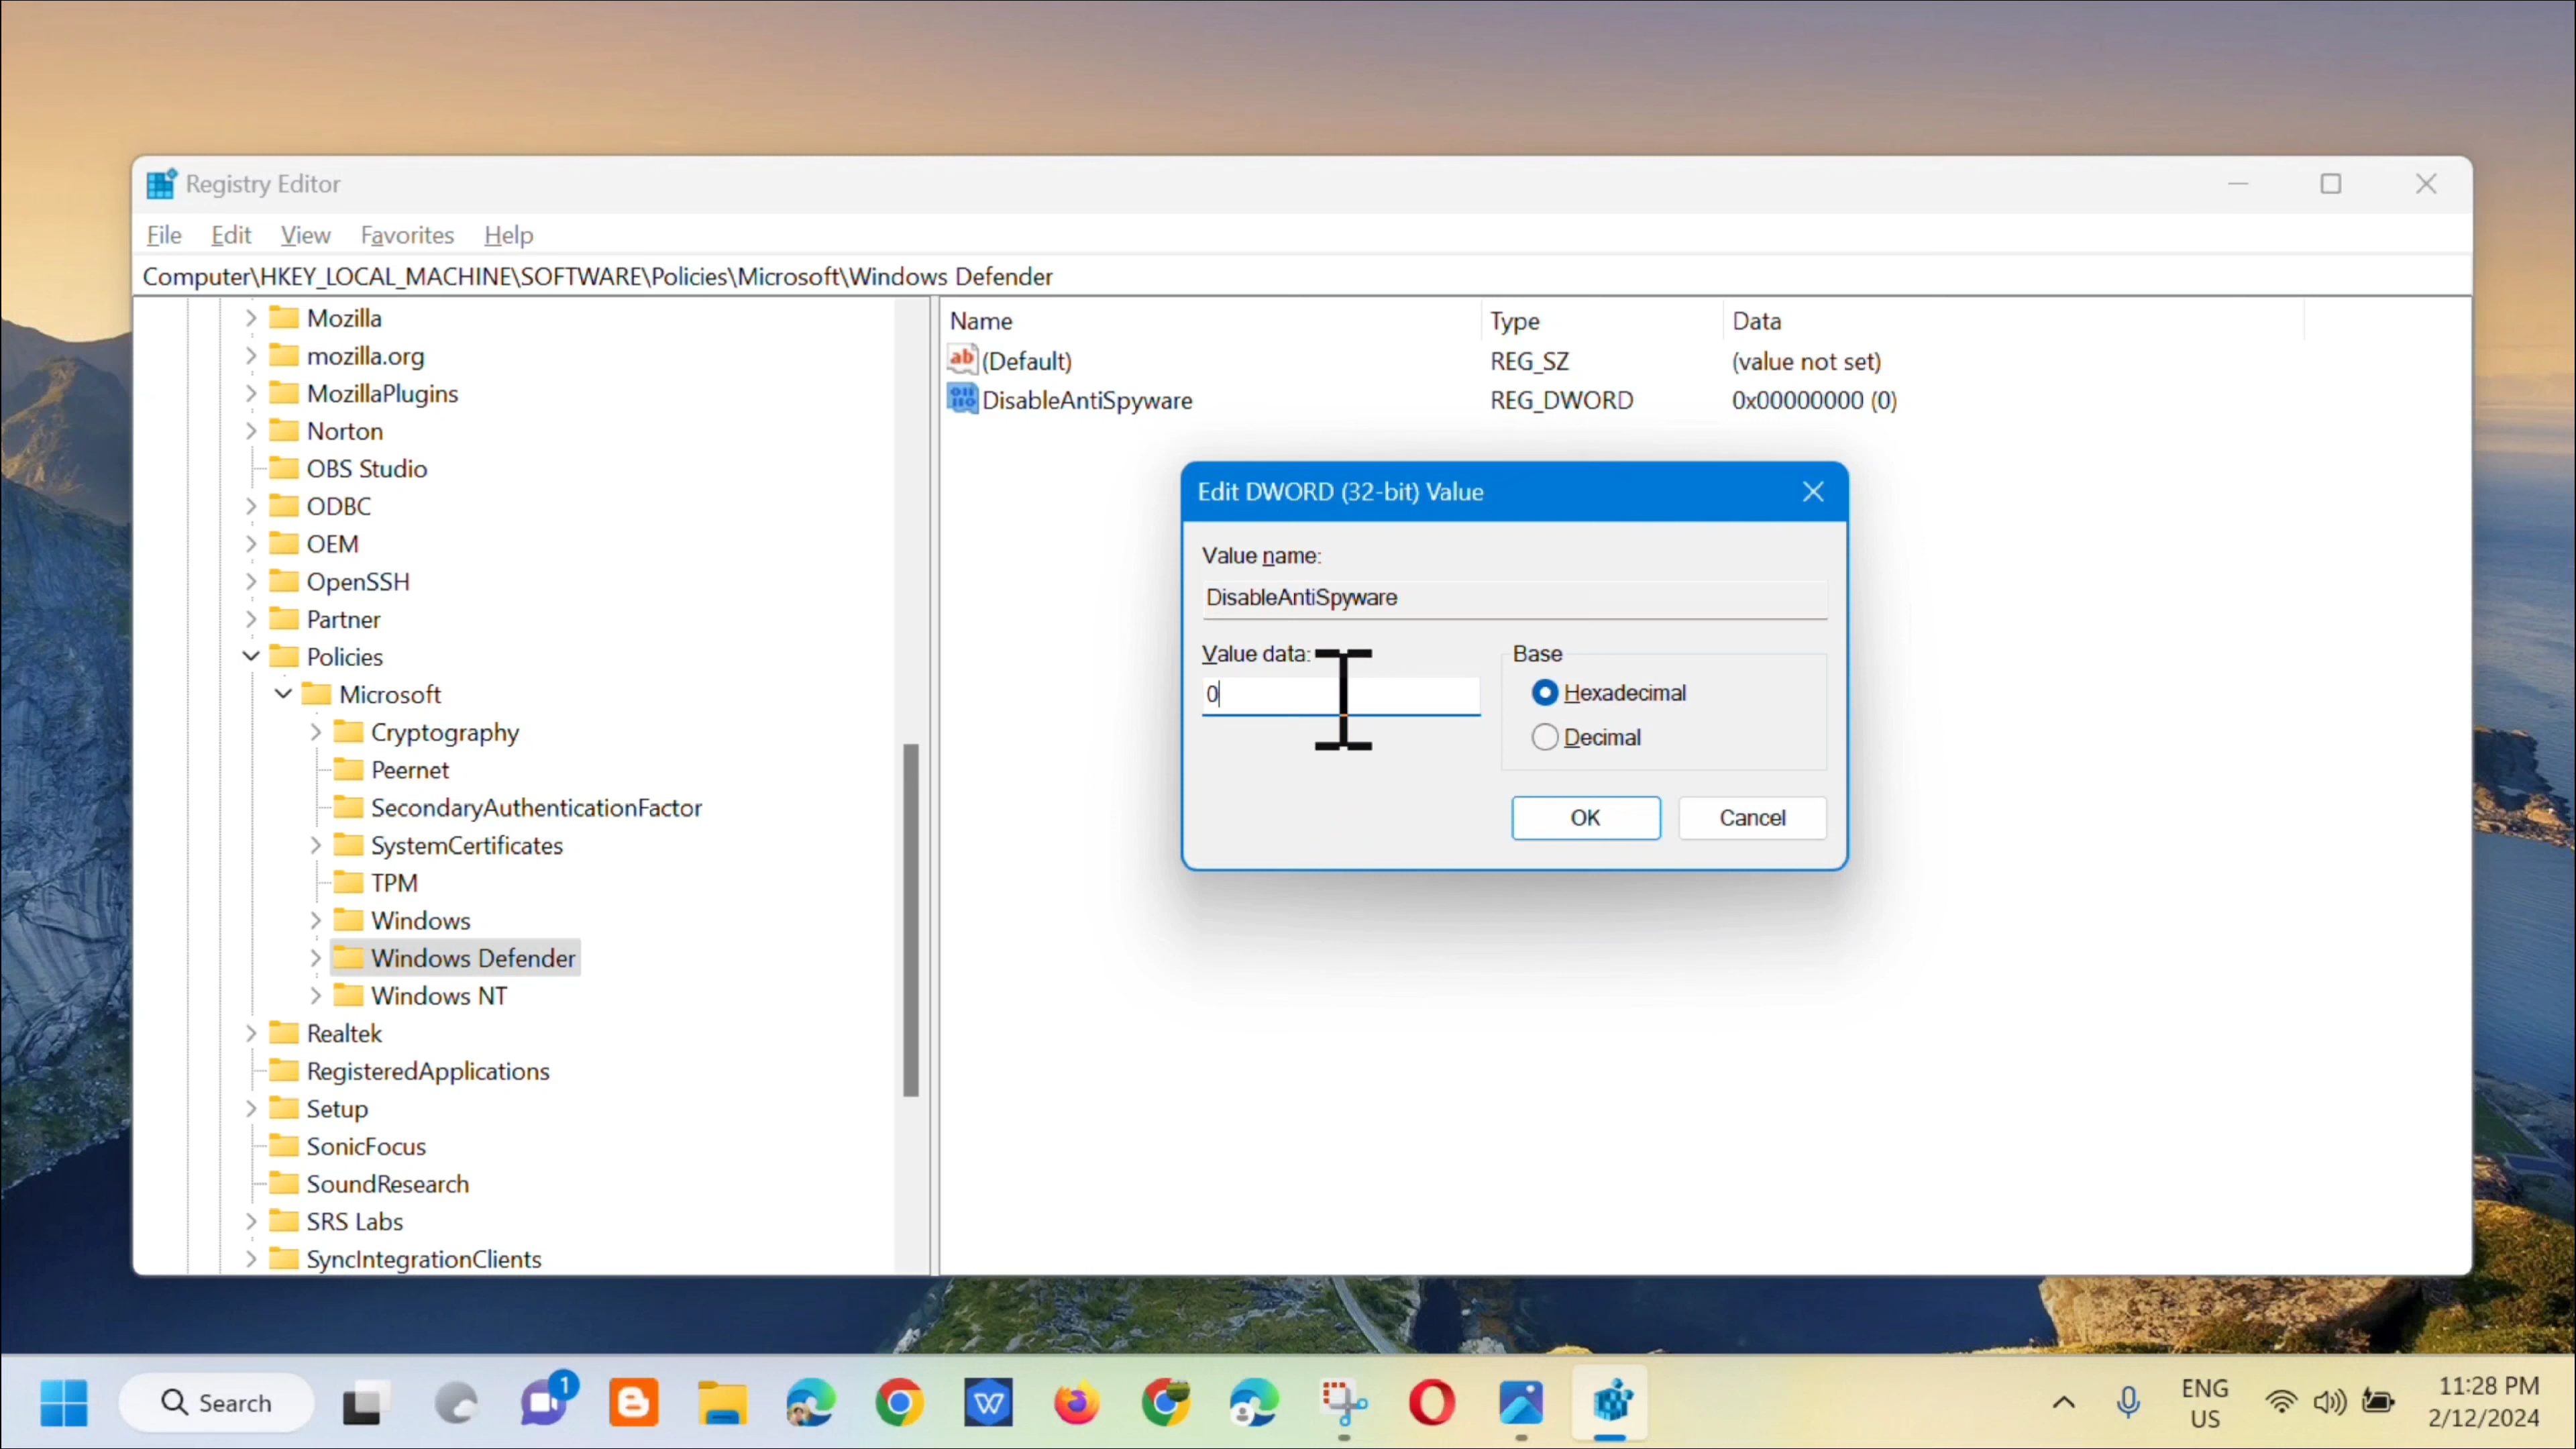 Registry Editor
File Edit View Favorites Help
Computer\HKEY_LOCAL_MACHINE\SOFTWARE\Policies\Microsoft\Windows Defender
Mozilla
mozilla.org
MozillaPlugins
Norton
OBS Studio
ODBC
OEM
OpenSSH
Partner
Policies
Microsoft
Cryptography
Peernet
SecondaryAuthenticationFactor
SystemCertificates
TPM
Windows
Windows Defender
Windows NT
Realtek
RegisteredApplications
Setup
SonicFocus
SoundResearch
SRS Labs
SyncIntegrationClients
Name Type Data
(Default) REG_SZ (value not set)
DisableAntiSpyware REG_DWORD 0x00000000 (0)
Edit DWORD (32-bit) Value
Value name:
DisableAntiSpyware
Value data:
0
Base
Hexadecimal
Decimal
OK Cancel
Search
1
ENG
US
11:28 PM
2/12/2024